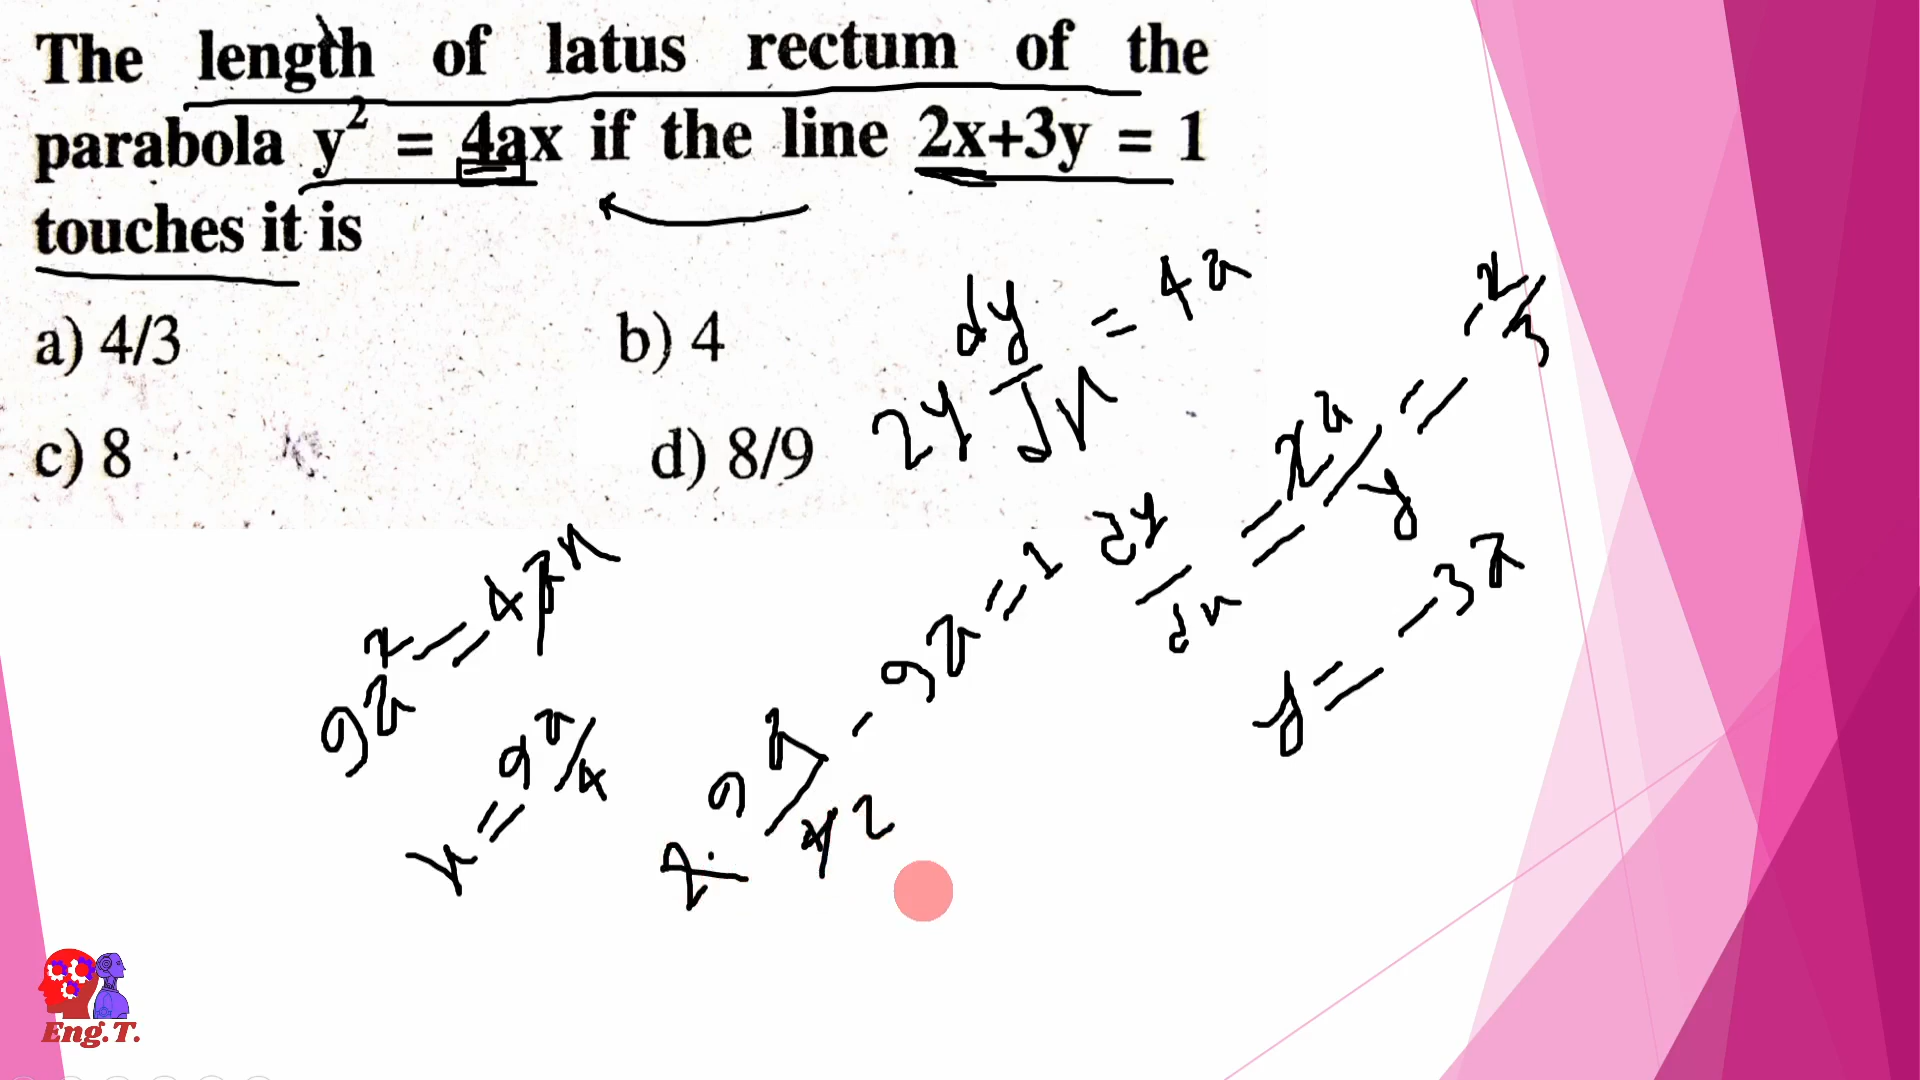 The length of latus rectum of the
parabola y² = 4ax if the line 2x+3y = 1
touches it is
a) 4/3
b) 4
c) 8
d) 8/9
2y dy/dx = 4a
dy/dx = 2a/y = -2/3
y = -3a
9a² = 4ax
x = 9a/4
2·9a/42 - 9a = 1
Eng.T.